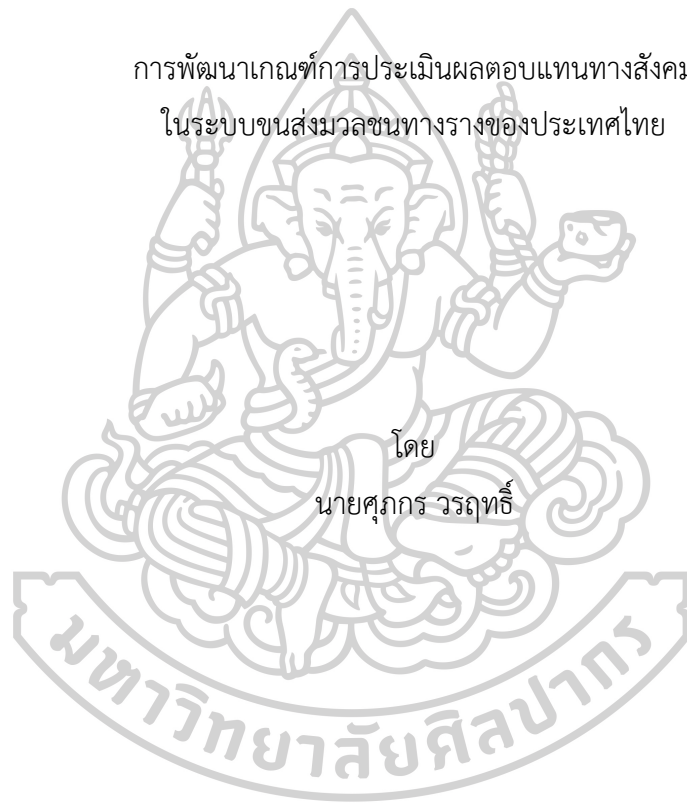 การพัฒนาเกณฑ์การประเมินผลตอบแทนทางสังคม
ในระบบขนส่งมวลชนทางรางของประเทศไทย
โดย
นายศุภกร วรฤทธิ์
มหาวิทยาลัยศิลปากร